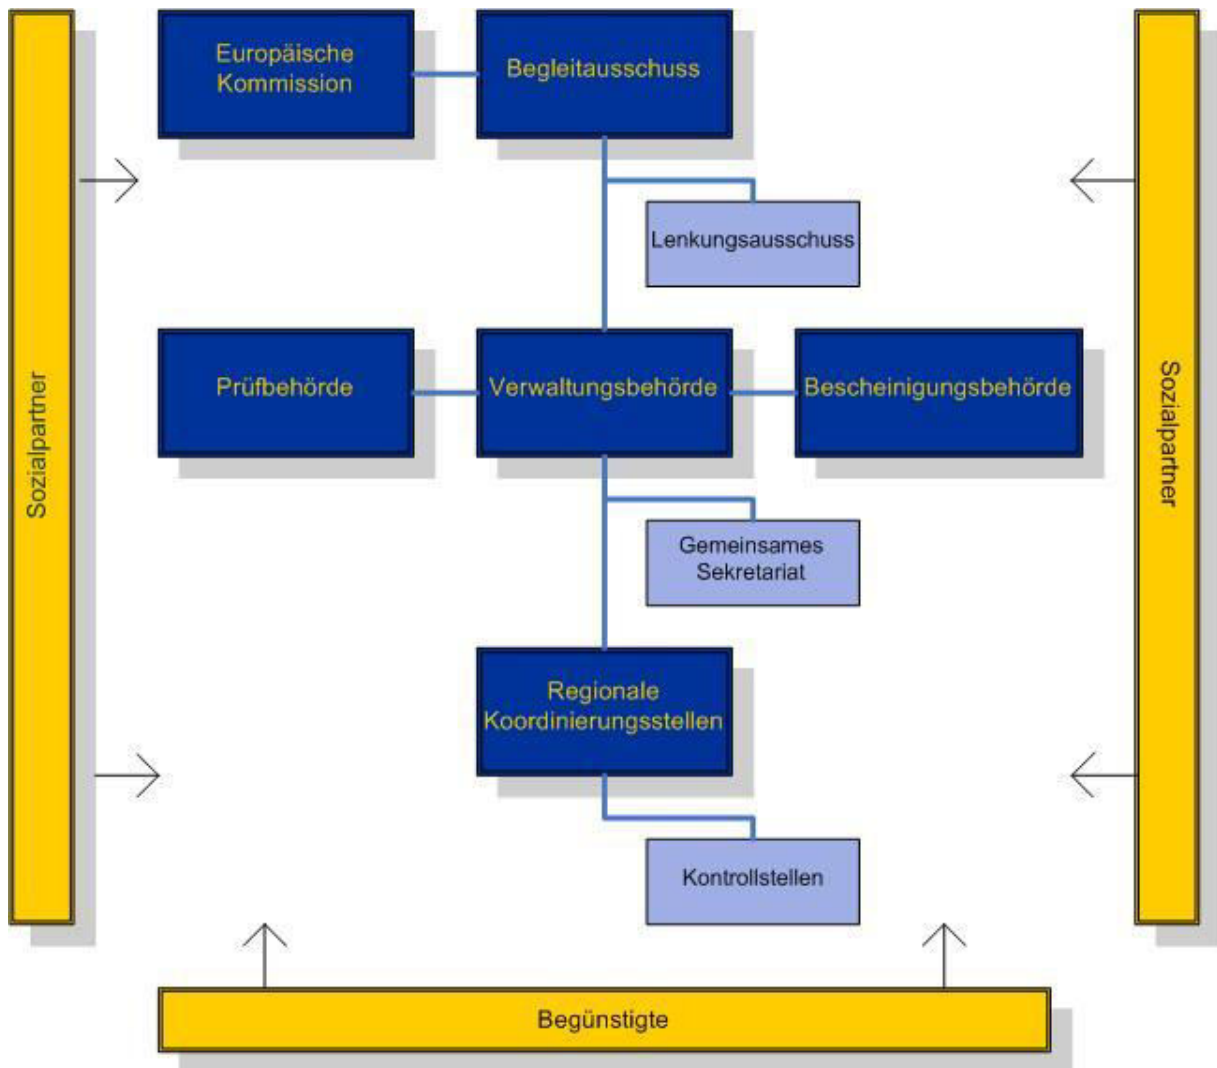 Europäische
Kommission
Begleitausschuss
Lenkungsausschuss
Sozialpartner
Prüfbehörde
Verwaltungsbehörde
Bescheinigungsbehörde
Sozialpartner
Gemeinsames
Sekretariat
Regionale
Koordinierungsstellen
Kontrollstellen
Begünstigte